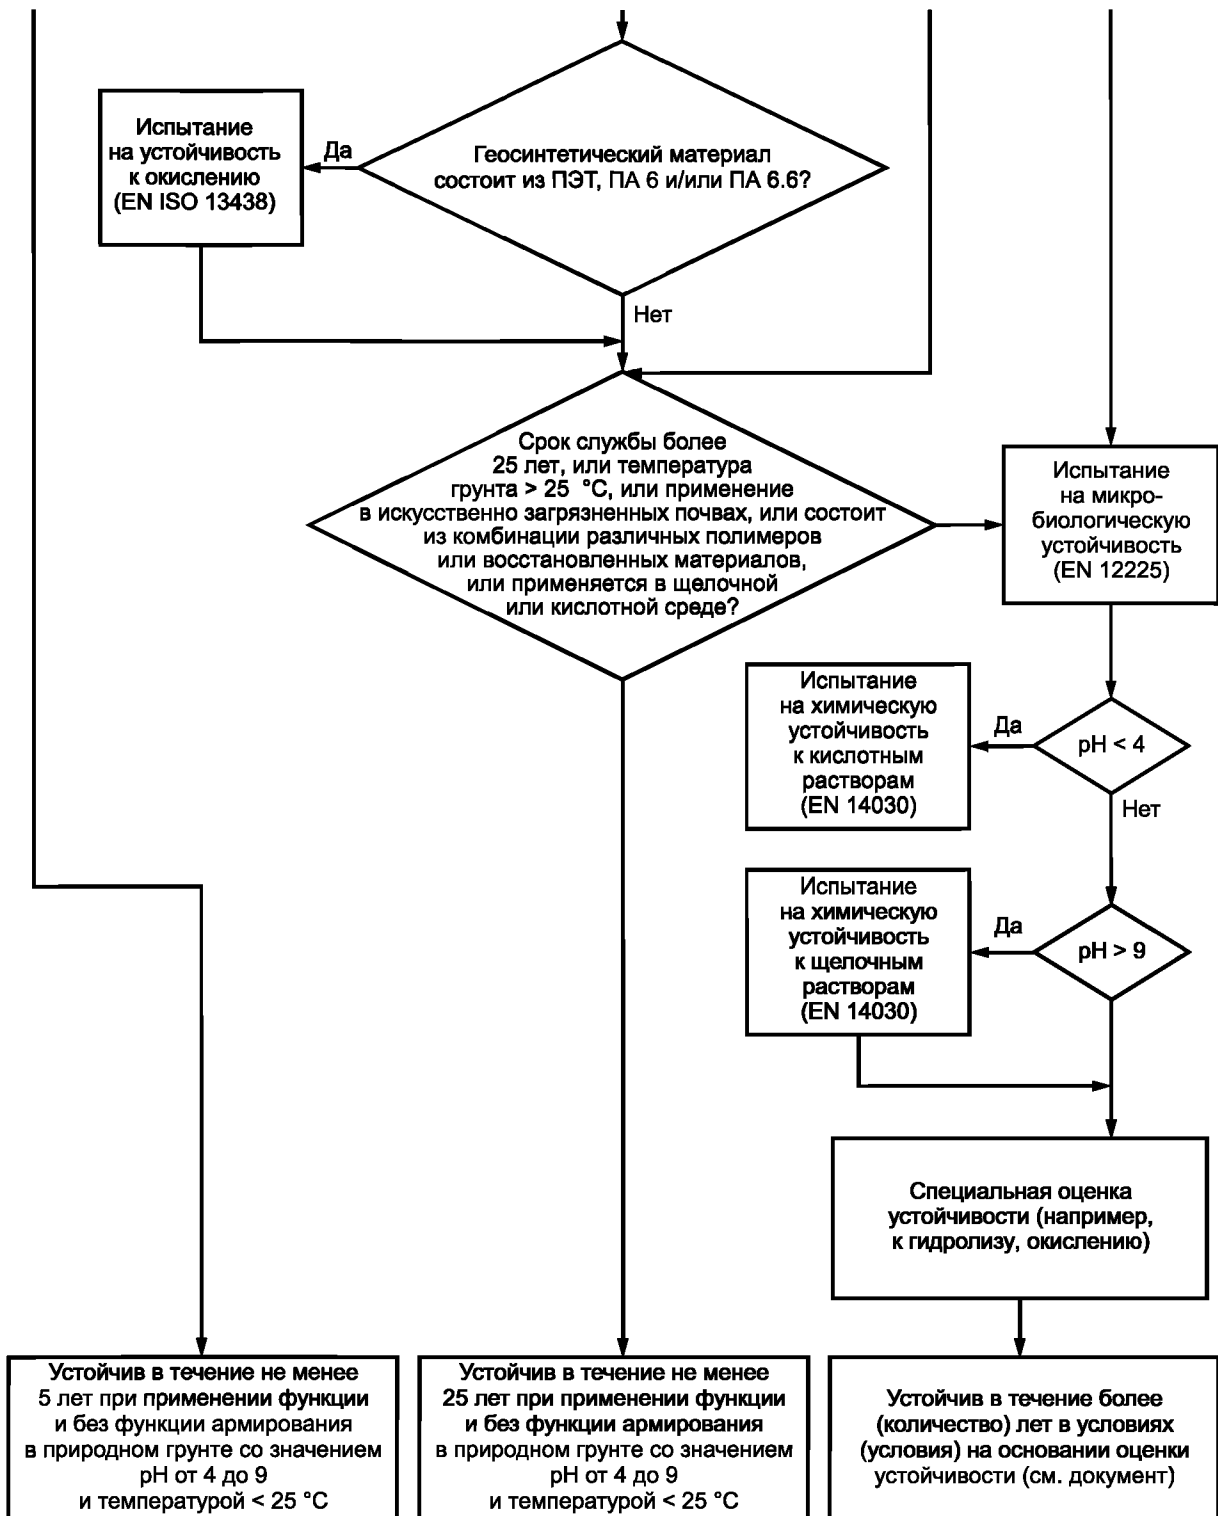 Испытание
на устойчивость
к окислению
(EN ISO 13438)
Да
Геосинтетический материал
состоит из ПЭТ, ПА 6 и/или ПА 6.6?
Нет
Срок службы более
25 лет, или температура
грунта > 25 °С, или применение
в искусственно загрязненных почвах, или состоит
из комбинации различных полимеров
или восстановленных материалов,
или применяется в щелочной
или кислотной среде?
Испытание
на микро-
биологическую
устойчивость
(EN 12225)
Испытание
на химическую
устойчивость
к кислотным
растворам
(EN 14030)
Да
pH < 4
Нет
Испытание
на химическую
устойчивость
к щелочным
растворам
(EN 14030)
Да
pH > 9
Специальная оценка
устойчивости (например,
к гидролизу, окислению)
Устойчив в течение не менее
5 лет при применении функции
и без функции армирования
в природном грунте со значением
pH от 4 до 9
и температурой < 25 °С
Устойчив в течение не менее
25 лет при применении функции
и без функции армирования
в природном грунте со значением
pH от 4 до 9
и температурой < 25 °С
Устойчив в течение более
(количество) лет в условиях
(условия) на основании оценки
устойчивости (см. документ)